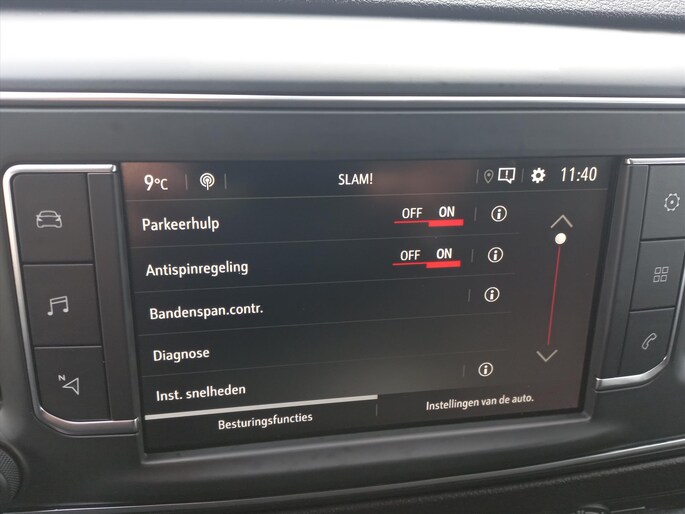 9°C SLAM! 11:40
Parkeerhulp OFF ON
Antispinregeling OFF ON
Bandenspan.contr.
Diagnose
Inst. snelheden
Besturingsfuncties Instellingen van de auto.
N